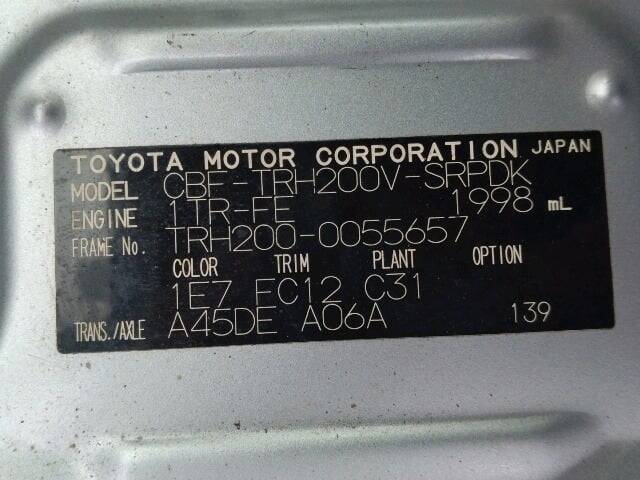 TOYOTA MOTOR CORPORATION JAPAN
MODEL CBF-TRH200V-SRPDK
ENGINE 1TR-FE 1998 mL
FRAME No. TRH200-0055657
COLOR TRIM PLANT OPTION
1E7 FC12 C31
TRANS./AXLE A45DE A06A 139